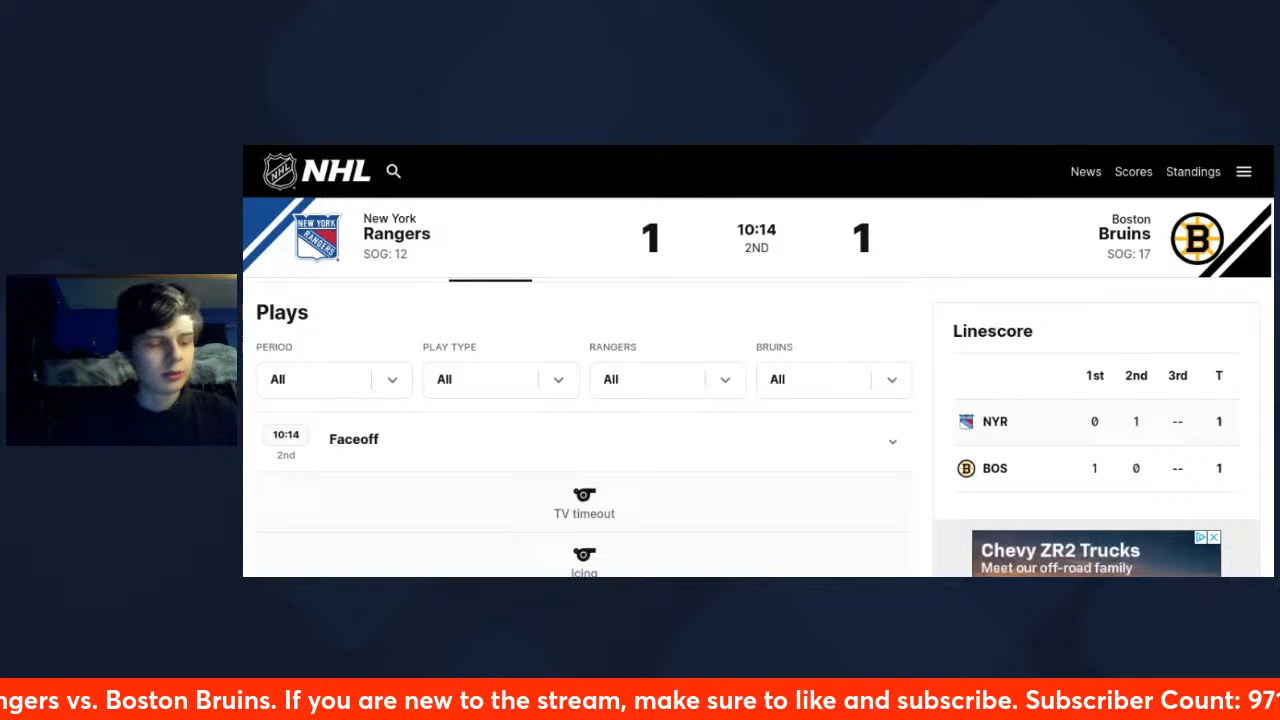 NHL
News Scores Standings
New York
Rangers
SOG: 12
1
10:14
2ND
1
Boston
Bruins
SOG: 17
Plays
PERIOD PLAY TYPE RANGERS BRUINS
All All All All
10:14
2nd
Faceoff
TV timeout
Icing
Linescore
1st 2nd 3rd T
NYR 0 1 -- 1
BOS 1 0 -- 1
Chevy ZR2 Trucks
Meet our off-road family
ngers vs. Boston Bruins. If you are new to the stream, make sure to like and subscribe. Subscriber Count: 971